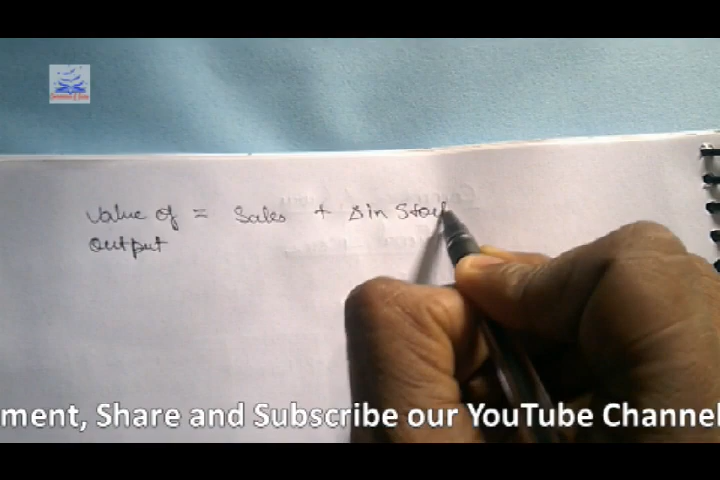 Value of = Sales + Δ in Stock
output
ment, Share and Subscribe our YouTube Channel